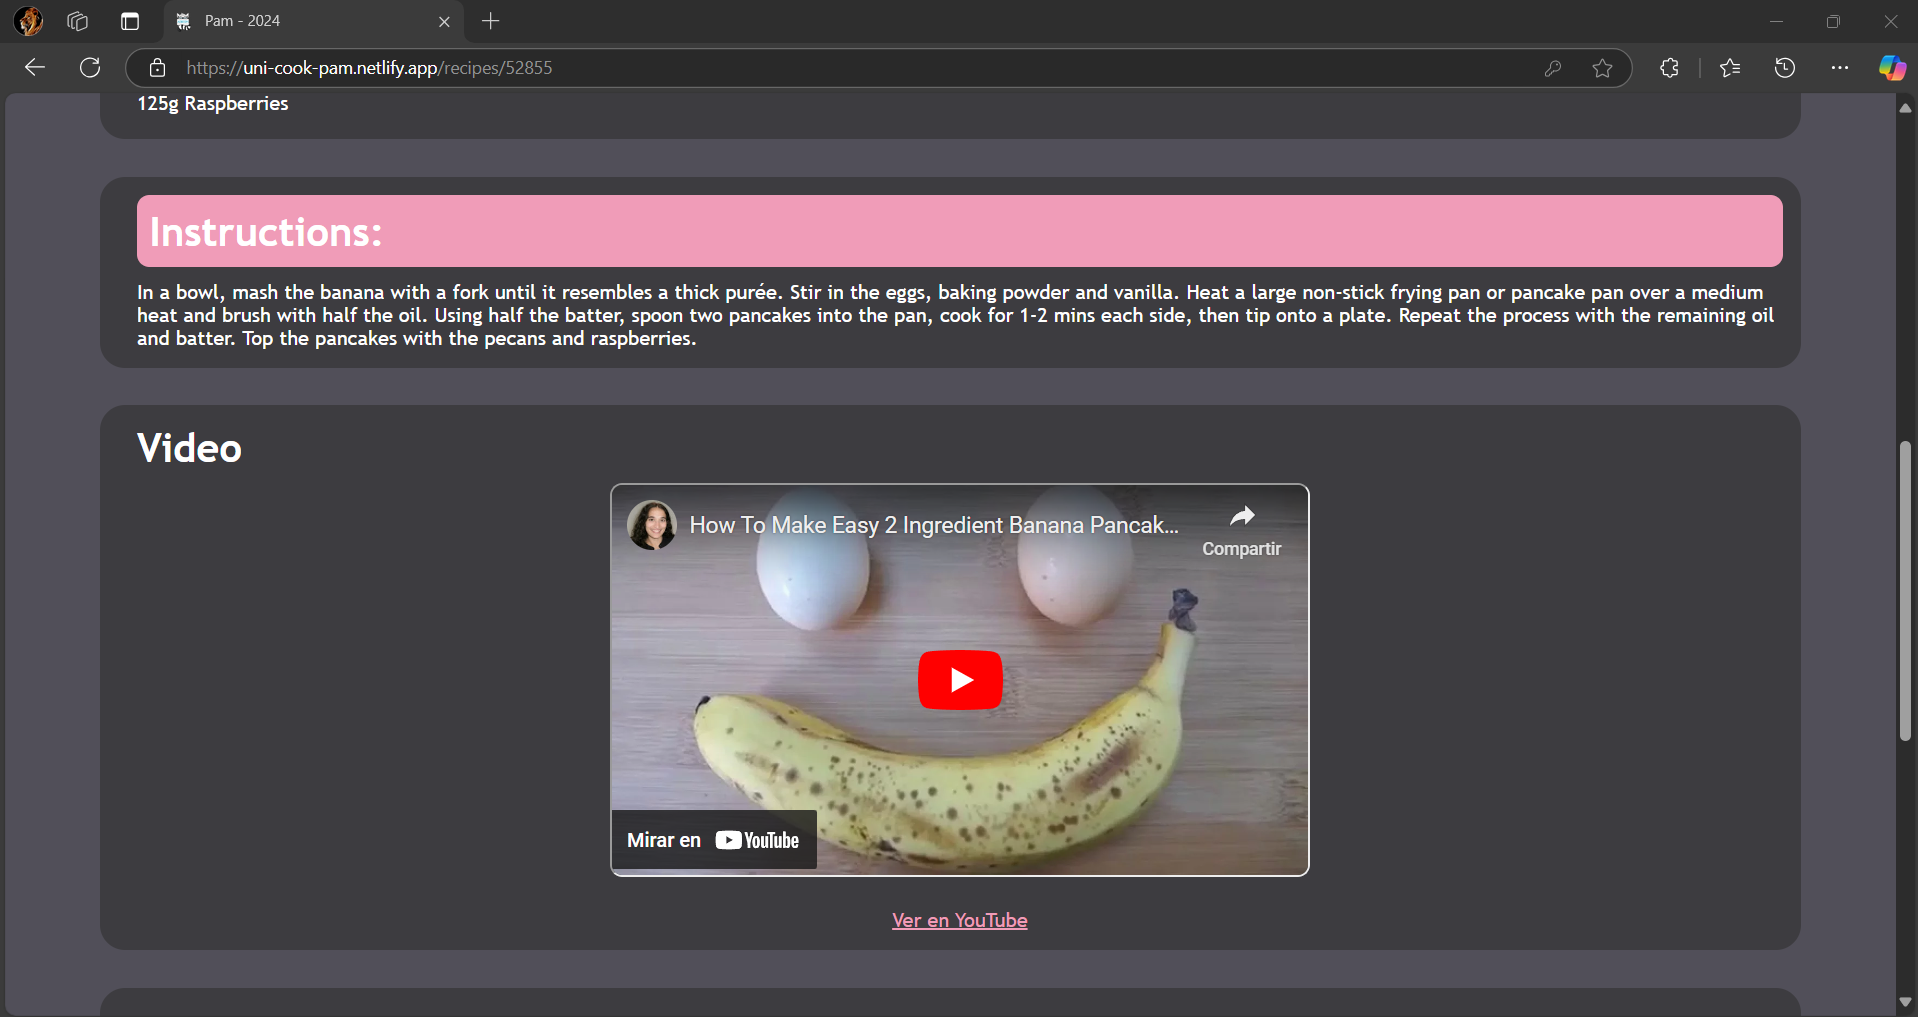 Pam - 2024
https://uni-cook-pam.netlify.app/recipes/52855
125g Raspberries
Instructions:
In a bowl, mash the banana with a fork until it resembles a thick purée. Stir in the eggs, baking powder and vanilla. Heat a large non-stick frying pan or pancake pan over a medium
heat and brush with half the oil. Using half the batter, spoon two pancakes into the pan, cook for 1-2 mins each side, then tip onto a plate. Repeat the process with the remaining oil
and batter. Top the pancakes with the pecans and raspberries.
Video
How To Make Easy 2 Ingredient Banana Pancak...
Compartir
Mirar en YouTube
Ver en YouTube